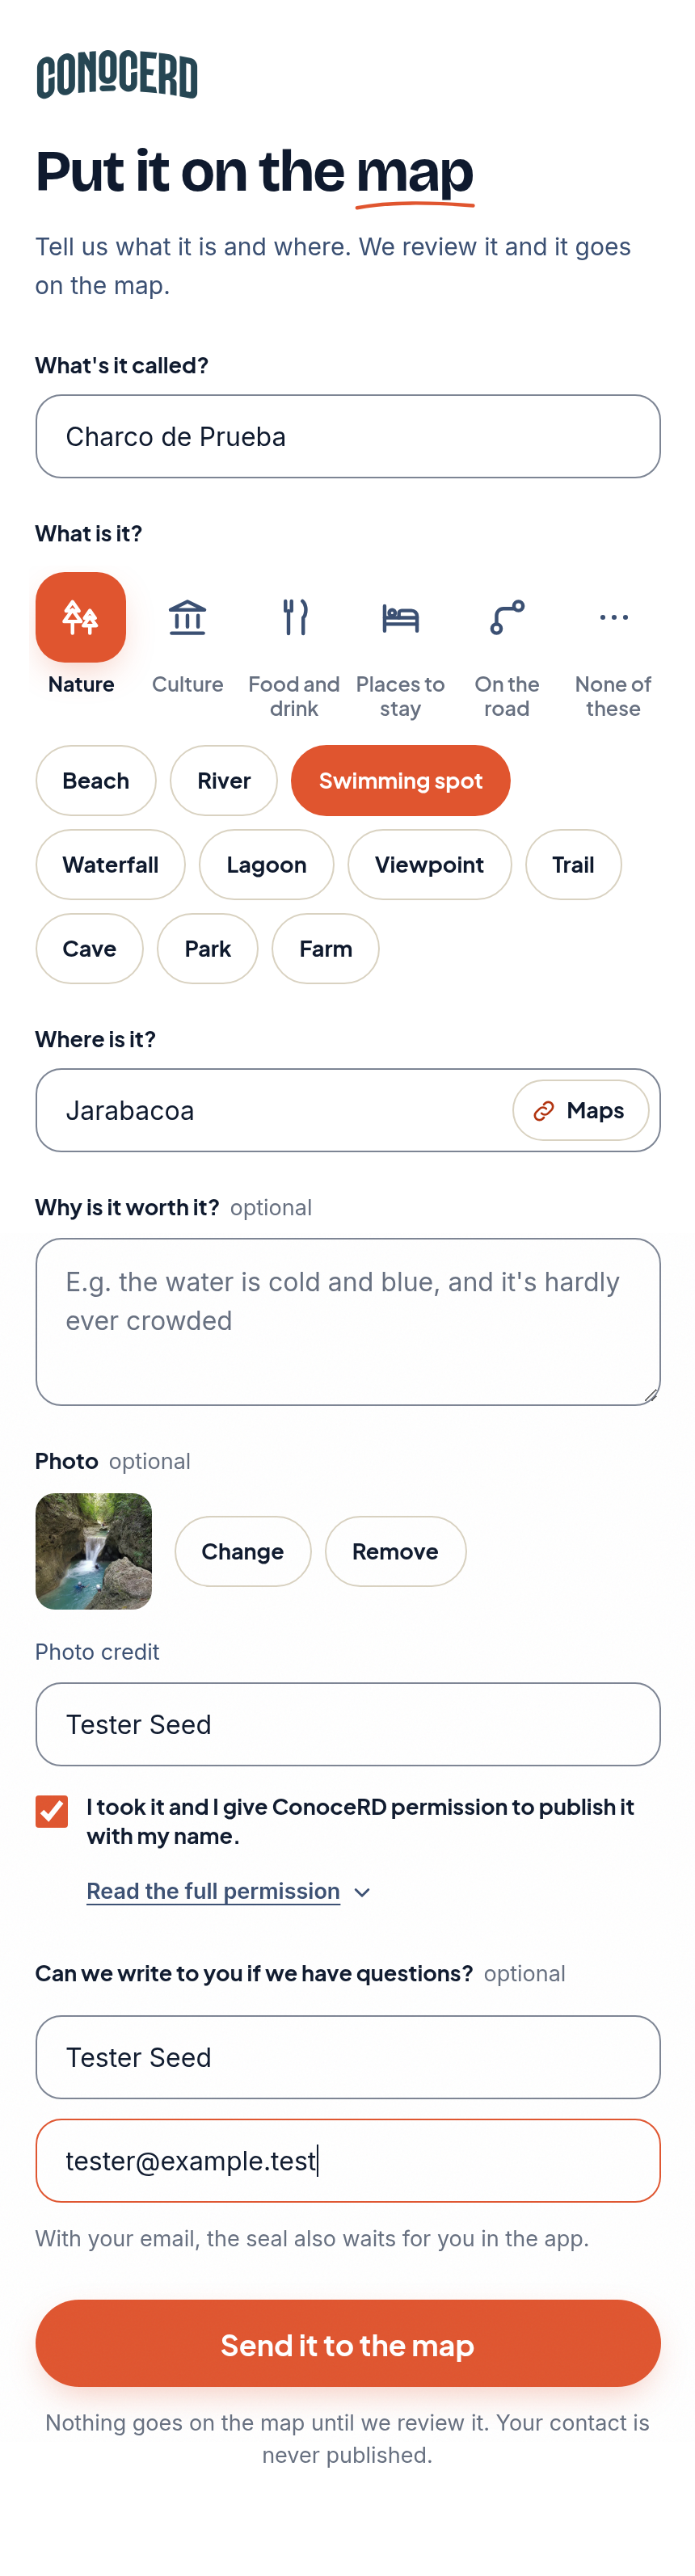 CONOCERD
Put it on the map
Tell us what it is and where. We review it and it goes
on the map.
What's it called?
Charco de Prueba
What is it?
Nature
Culture
Food and
drink
Places to
stay
On the
road
None of
these
Beach
River
Swimming spot
Waterfall
Lagoon
Viewpoint
Trail
Cave
Park
Farm
Where is it?
Jarabacoa
Maps
Why is it worth it? optional
E.g. the water is cold and blue, and it's hardly
ever crowded
Photo optional
Change
Remove
Photo credit
Tester Seed
I took it and I give ConoceRD permission to publish it
with my name.
Read the full permission
Can we write to you if we have questions? optional
Tester Seed
tester@example.test
With your email, the seal also waits for you in the app.
Send it to the map
Nothing goes on the map until we review it. Your contact is
never published.